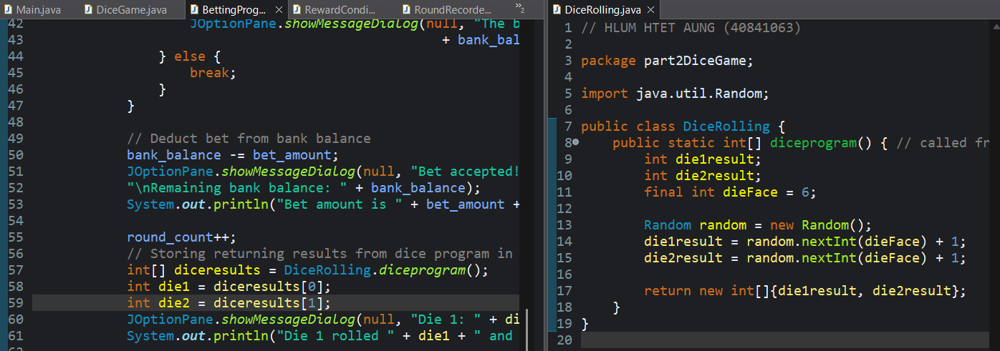 Main.java
DiceGame.java
BettingProg...
RewardCondi...
RoundRecorde...
»2
42 JOptionPane.showMessageDialog(null, "The b
43 + bank_bal
44 } else {
45 break;
46 }
47 }
48
49 // Deduct bet from bank balance
50 bank_balance -= bet_amount;
51 JOptionPane.showMessageDialog(null, "Bet accepted!
52 "\nRemaining bank balance: " + bank_balance);
53 System.out.println("Bet amount is " + bet_amount +
54
55 round_count++;
56 // Storing returning results from dice program in
57 int[] diceresults = DiceRolling.diceprogram();
58 int die1 = diceresults[0];
59 int die2 = diceresults[1];
60 JOptionPane.showMessageDialog(null, "Die 1: " + di
61 System.out.println("Die 1 rolled " + die1 + " and
DiceRolling.java
1 // HLUM HTET AUNG (40841063)
2
3 package part2DiceGame;
4
5 import java.util.Random;
6
7 public class DiceRolling {
8 public static int[] diceprogram() { // called fr
9 int die1result;
10 int die2result;
11 final int dieFace = 6;
12
13 Random random = new Random();
14 die1result = random.nextInt(dieFace) + 1;
15 die2result = random.nextInt(dieFace) + 1;
16
17 return new int[]{die1result, die2result};
18 }
19 }
20